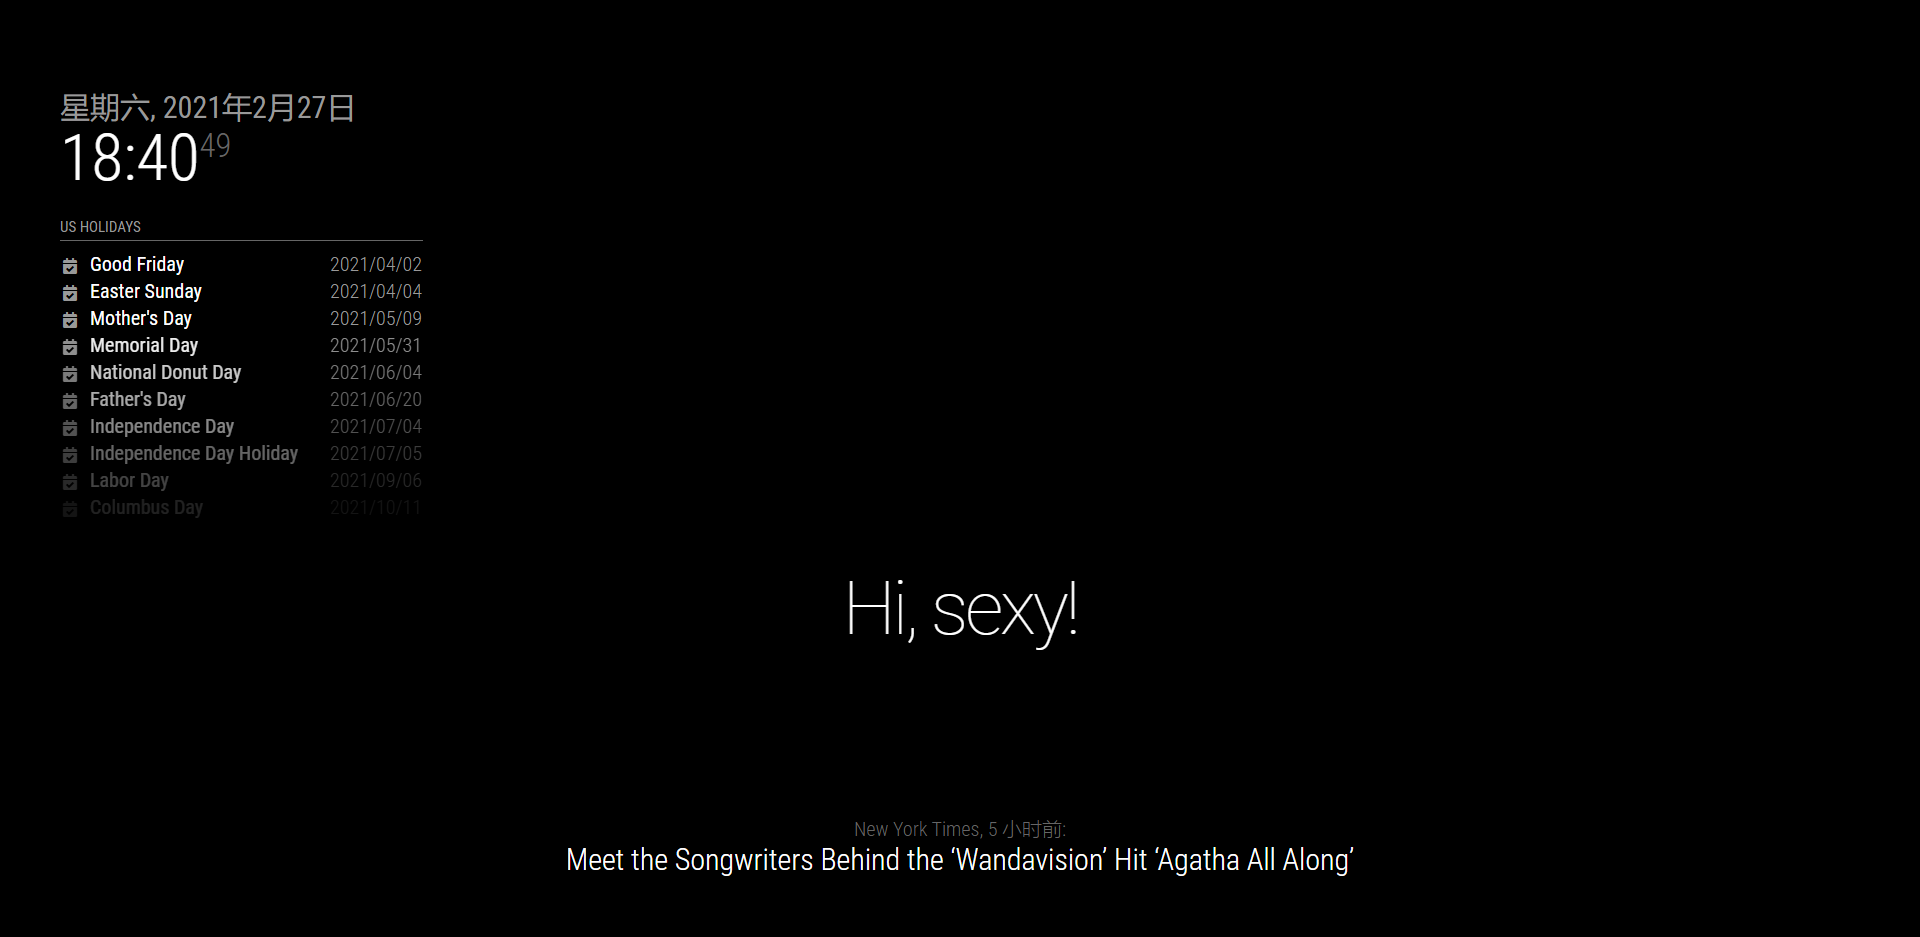 星期六, 2021年2月27日
18:40 49
US HOLIDAYS
Good Friday 2021/04/02
Easter Sunday 2021/04/04
Mother's Day 2021/05/09
Memorial Day 2021/05/31
National Donut Day 2021/06/04
Father's Day 2021/06/20
Independence Day 2021/07/04
Independence Day Holiday 2021/07/05
Labor Day 2021/09/06
Columbus Day 2021/10/11
Hi, sexy!
New York Times, 5 小时前:
Meet the Songwriters Behind the ‘Wandavision’ Hit ‘Agatha All Along’